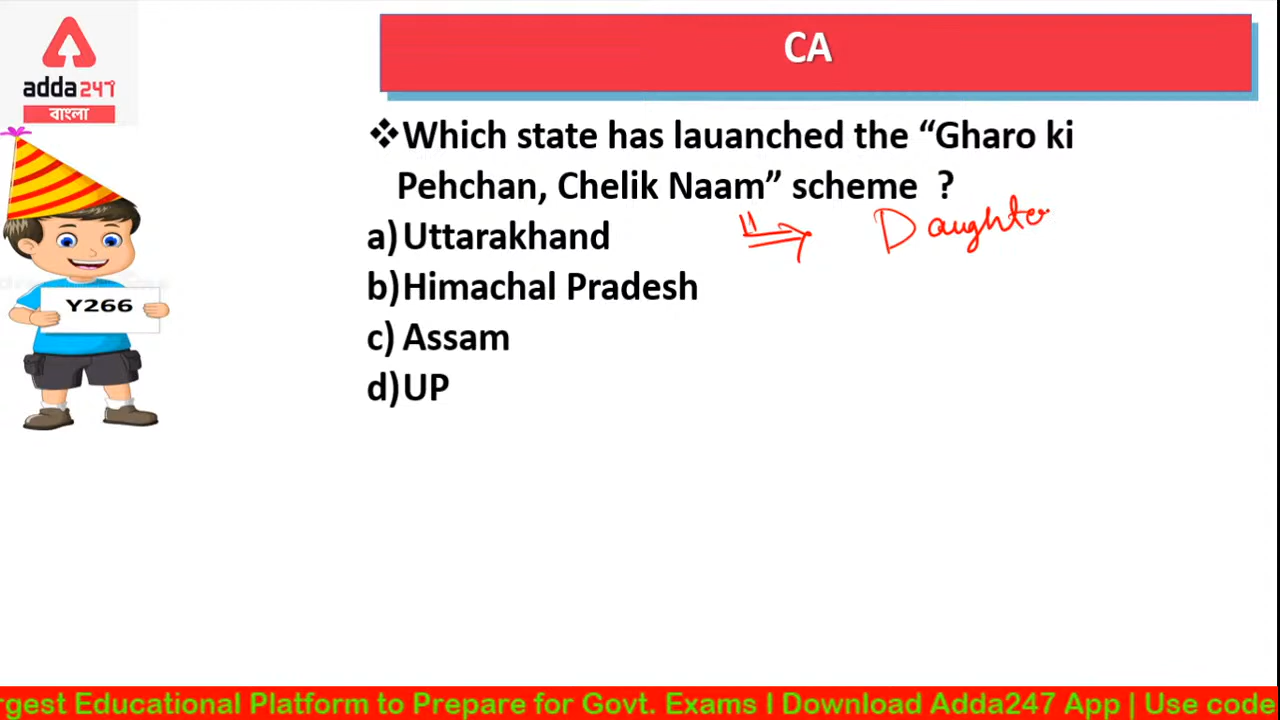 CA
adda247
বাংলা
❖Which state has lauanched the “Gharo ki
Pehchan, Chelik Naam” scheme ?
Daughter
a) Uttarakhand
b) Himachal Pradesh
Y266
c) Assam
d) UP
rgest Educational Platform to Prepare for Govt. Exams I Download Adda247 App | Use code